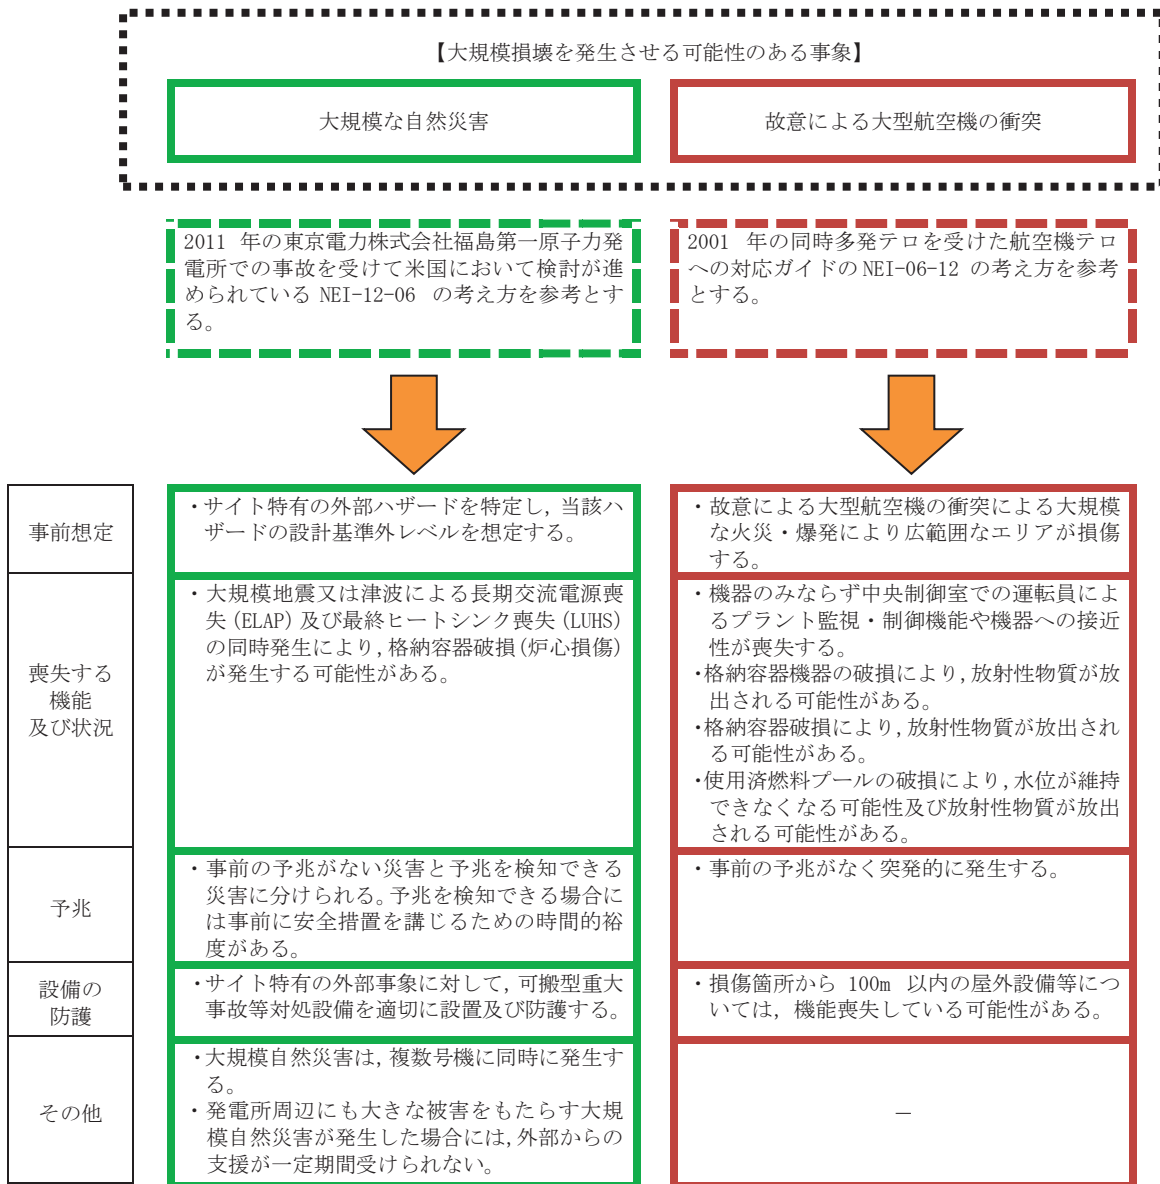 【大規模損壊を発生させる可能性のある事象】
大規模な自然災害
故意による大型航空機の衝突
2011 年の東京電力株式会社福島第一原子力発
電所での事故を受けて米国において検討が進
められている NEI-12-06 の考え方を参考とす
る。
2001 年の同時多発テロを受けた航空機テロ
への対応ガイドの NEI-06-12 の考え方を参考
とする。
事前想定
・サイト特有の外部ハザードを特定し,当該ハ
ザードの設計基準外レベルを想定する。
・故意による大型航空機の衝突による大規模
な火災・爆発により広範囲なエリアが損傷
する。
喪失する
機能
及び状況
・大規模地震又は津波による長期交流電源喪
失(ELAP)及び最終ヒートシンク喪失(LUHS)
の同時発生により,格納容器破損(炉心損傷)
が発生する可能性がある。
・機器のみならず中央制御室での運転員によ
るプラント監視・制御機能や機器への接近
性が喪失する。
・格納容器機器の破損により,放射性物質が放
出される可能性がある。
・格納容器破損により,放射性物質が放出され
る可能性がある。
・使用済燃料プールの破損により,水位が維持
できなくなる可能性及び放射性物質が放出
される可能性がある。
予兆
・事前の予兆がない災害と予兆を検知できる
災害に分けられる。予兆を検知できる場合に
は事前に安全措置を講じるための時間的裕
度がある。
・事前の予兆がなく突発的に発生する。
設備の
防護
・サイト特有の外部事象に対して,可搬型重大
事故等対処設備を適切に設置及び防護する。
・損傷箇所から 100m 以内の屋外設備等につ
いては,機能喪失している可能性がある。
その他
・大規模自然災害は,複数号機に同時に発生す
る。
・発電所周辺にも大きな被害をもたらす大規
模自然災害が発生した場合には,外部からの
支援が一定期間受けられない。
－